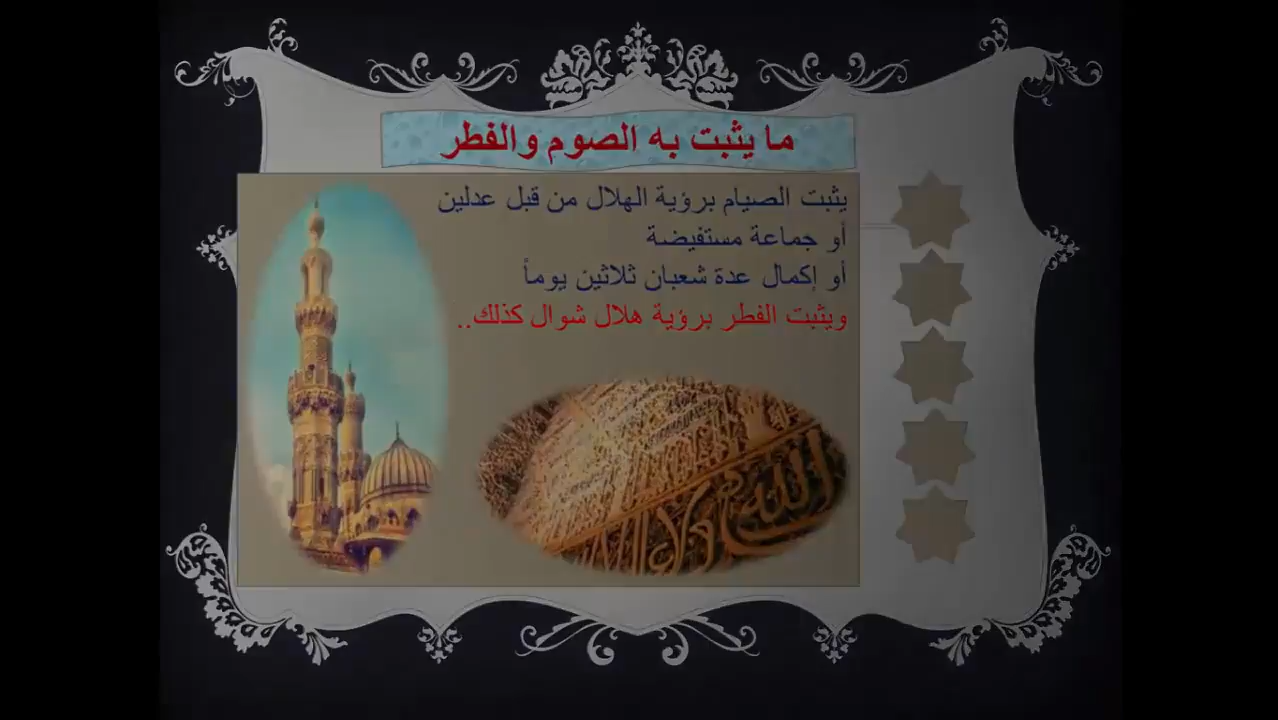 ما يثبت به الصوم والفطر
يثبت الصيام برؤية الهلال من قبل عدلين
أو جماعة مستفيضة
أو إكمال عدة شعبان ثلاثين يومأ
ويثبت الفطر برؤية هلال شوال كذلك..